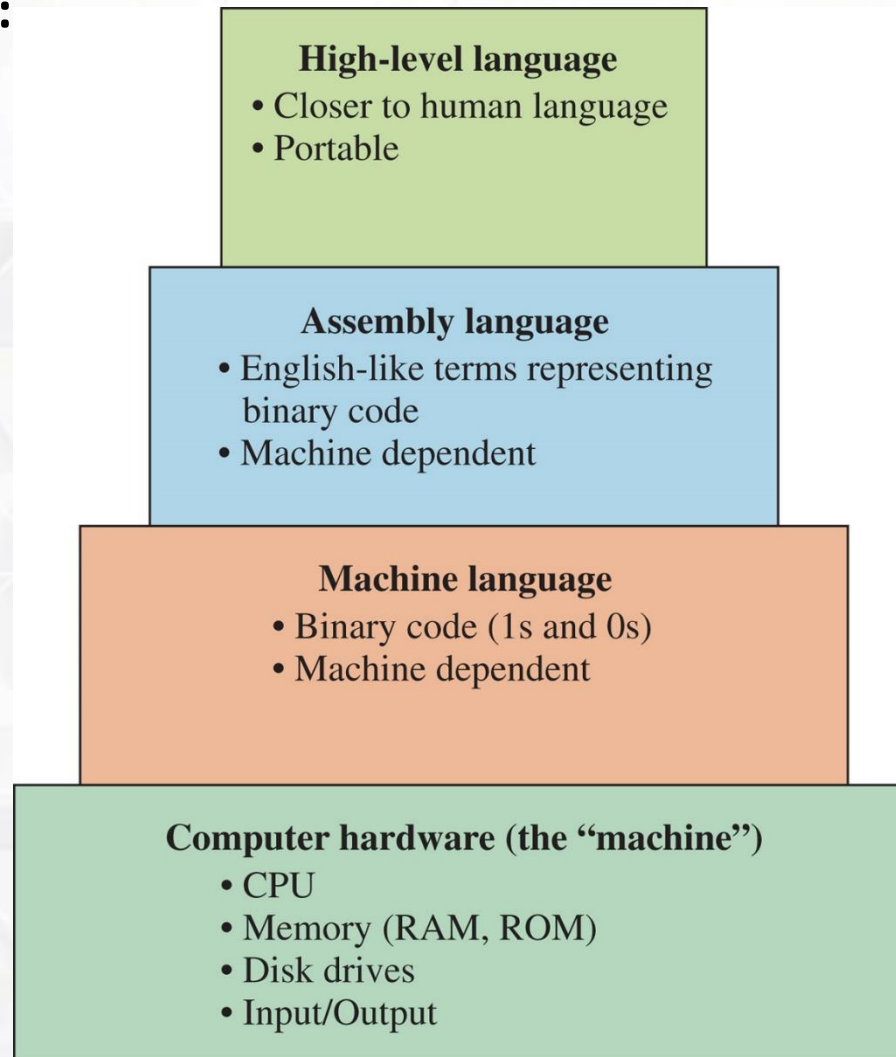 :
High-level language
• Closer to human language
• Portable
Assembly language
• English-like terms representing
binary code
• Machine dependent
Machine language
• Binary code (1s and 0s)
• Machine dependent
Computer hardware (the “machine”)
• CPU
• Memory (RAM, ROM)
• Disk drives
• Input/Output